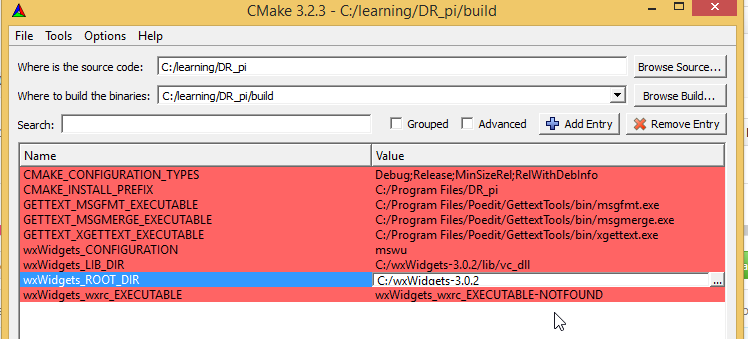 CMake 3.2.3 - C:/learning/DR_pi/build
File Tools Options Help
Where is the source code: C:/learning/DR_pi Browse Source...
Where to build the binaries: C:/learning/DR_pi/build Browse Build...
Search: Grouped Advanced Add Entry Remove Entry
Name Value
CMAKE_CONFIGURATION_TYPES Debug;Release;MinSizeRel;RelWithDebInfo
CMAKE_INSTALL_PREFIX C:/Program Files/DR_pi
GETTEXT_MSGFMT_EXECUTABLE C:/Program Files/Poedit/GettextTools/bin/msgfmt.exe
GETTEXT_MSGMERGE_EXECUTABLE C:/Program Files/Poedit/GettextTools/bin/msgmerge.exe
GETTEXT_XGETTEXT_EXECUTABLE C:/Program Files/Poedit/GettextTools/bin/xgettext.exe
wxWidgets_CONFIGURATION mswu
wxWidgets_LIB_DIR C:/wxWidgets-3.0.2/lib/vc_dll
wxWidgets_ROOT_DIR C:/wxWidgets-3.0.2 ...
wxWidgets_wxrc_EXECUTABLE wxWidgets_wxrc_EXECUTABLE-NOTFOUND